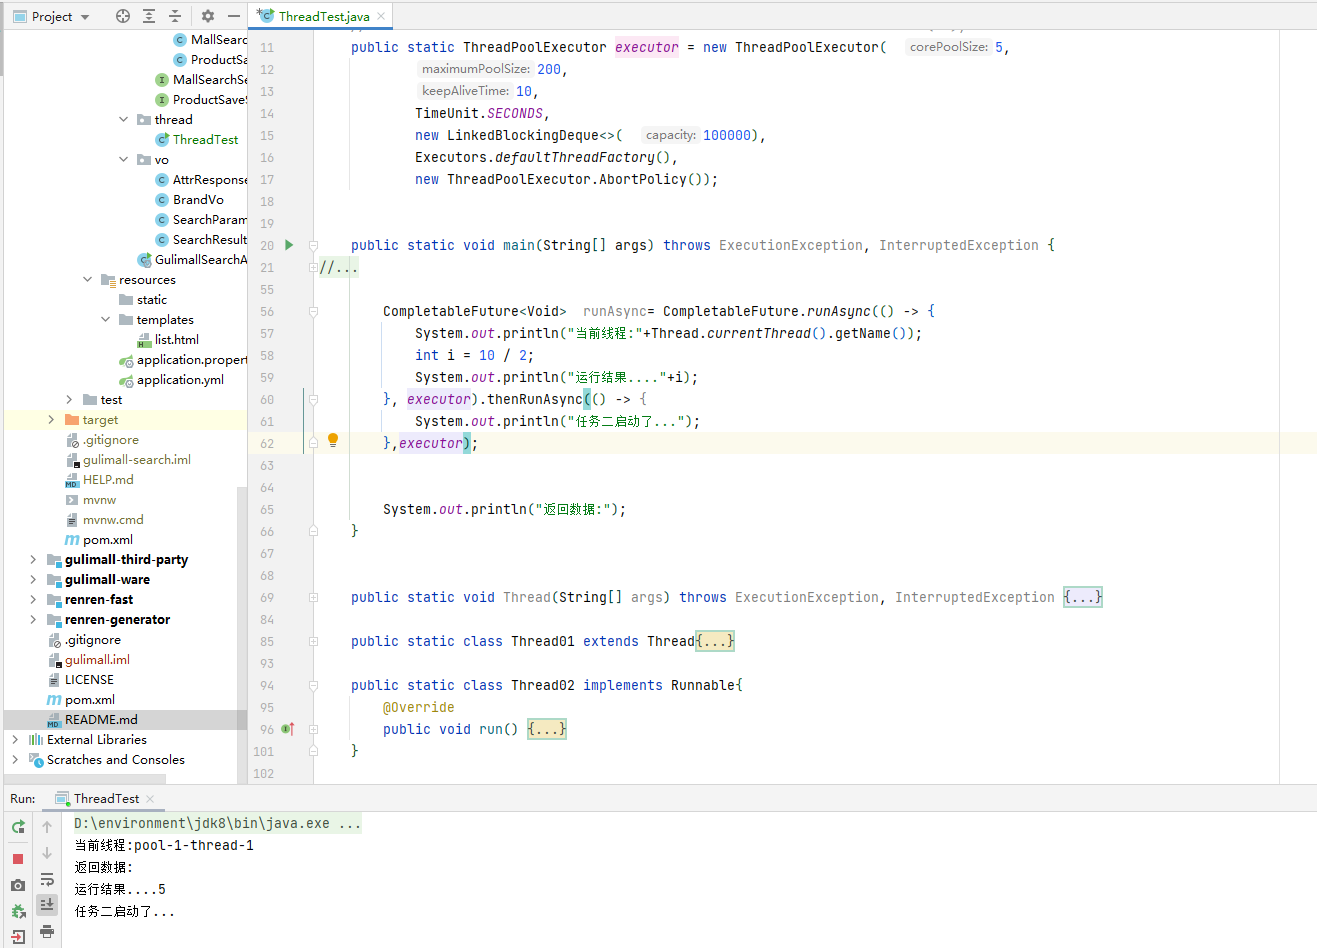 Project
ThreadTest.java
MallSearc
ProductSa
MallSearchSe
ProductSaveS
thread
ThreadTest
vo
AttrResponse
BrandVo
SearchParam
SearchResult
GulimallSearchA
resources
static
templates
list.html
application.propert
application.yml
test
target
.gitignore
gulimall-search.iml
HELP.md
mvnw
mvnw.cmd
pom.xml
gulimall-third-party
gulimall-ware
renren-fast
renren-generator
.gitignore
gulimall.iml
LICENSE
pom.xml
README.md
External Libraries
Scratches and Consoles
11 public static ThreadPoolExecutor executor = new ThreadPoolExecutor( corePoolSize: 5,
12 maximumPoolSize: 200,
13 keepAliveTime: 10,
14 TimeUnit.SECONDS,
15 new LinkedBlockingDeque<>( capacity: 100000),
16 Executors.defaultThreadFactory(),
17 new ThreadPoolExecutor.AbortPolicy());
18
19
20 public static void main(String[] args) throws ExecutionException, InterruptedException {
21 //...
55
56 CompletableFuture<Void> runAsync= CompletableFuture.runAsync(() -> {
57 System.out.println("当前线程:"+Thread.currentThread().getName());
58 int i = 10 / 2;
59 System.out.println("运行结果...."+i);
60 }, executor).thenRunAsync(() -> {
61 System.out.println("任务二启动了...");
62 },executor);
63
64
65 System.out.println("返回数据:");
66 }
67
68
69 public static void Thread(String[] args) throws ExecutionException, InterruptedException {...}
84
85 public static class Thread01 extends Thread{...}
93
94 public static class Thread02 implements Runnable{
95 @Override
96 public void run() {...}
101 }
102
Run: ThreadTest
D:\environment\jdk8\bin\java.exe ...
当前线程:pool-1-thread-1
返回数据:
运行结果....5
任务二启动了...